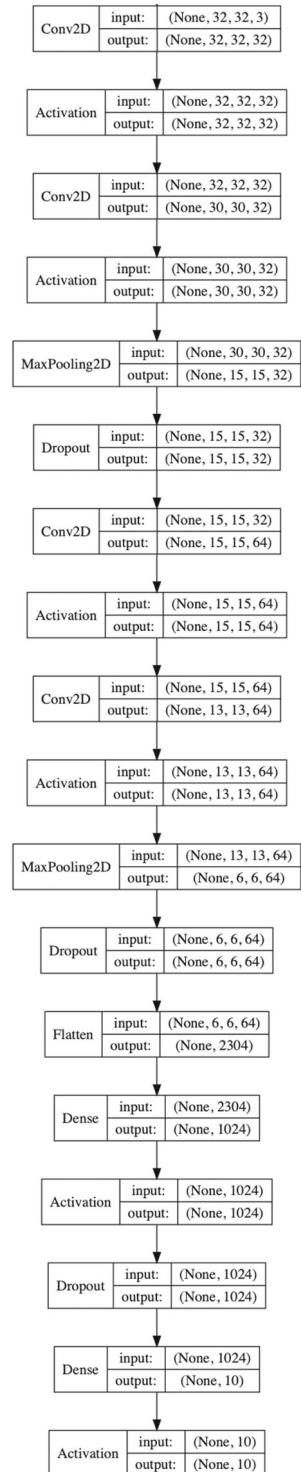 Conv2D input: (None, 32, 32, 3)
output: (None, 32, 32, 32)
Activation input: (None, 32, 32, 32)
output: (None, 32, 32, 32)
Conv2D input: (None, 32, 32, 32)
output: (None, 30, 30, 32)
Activation input: (None, 30, 30, 32)
output: (None, 30, 30, 32)
MaxPooling2D input: (None, 30, 30, 32)
output: (None, 15, 15, 32)
Dropout input: (None, 15, 15, 32)
output: (None, 15, 15, 32)
Conv2D input: (None, 15, 15, 32)
output: (None, 15, 15, 64)
Activation input: (None, 15, 15, 64)
output: (None, 15, 15, 64)
Conv2D input: (None, 15, 15, 64)
output: (None, 13, 13, 64)
Activation input: (None, 13, 13, 64)
output: (None, 13, 13, 64)
MaxPooling2D input: (None, 13, 13, 64)
output: (None, 6, 6, 64)
Dropout input: (None, 6, 6, 64)
output: (None, 6, 6, 64)
Flatten input: (None, 6, 6, 64)
output: (None, 2304)
Dense input: (None, 2304)
output: (None, 1024)
Activation input: (None, 1024)
output: (None, 1024)
Dropout input: (None, 1024)
output: (None, 1024)
Dense input: (None, 1024)
output: (None, 10)
Activation input: (None, 10)
output: (None, 10)